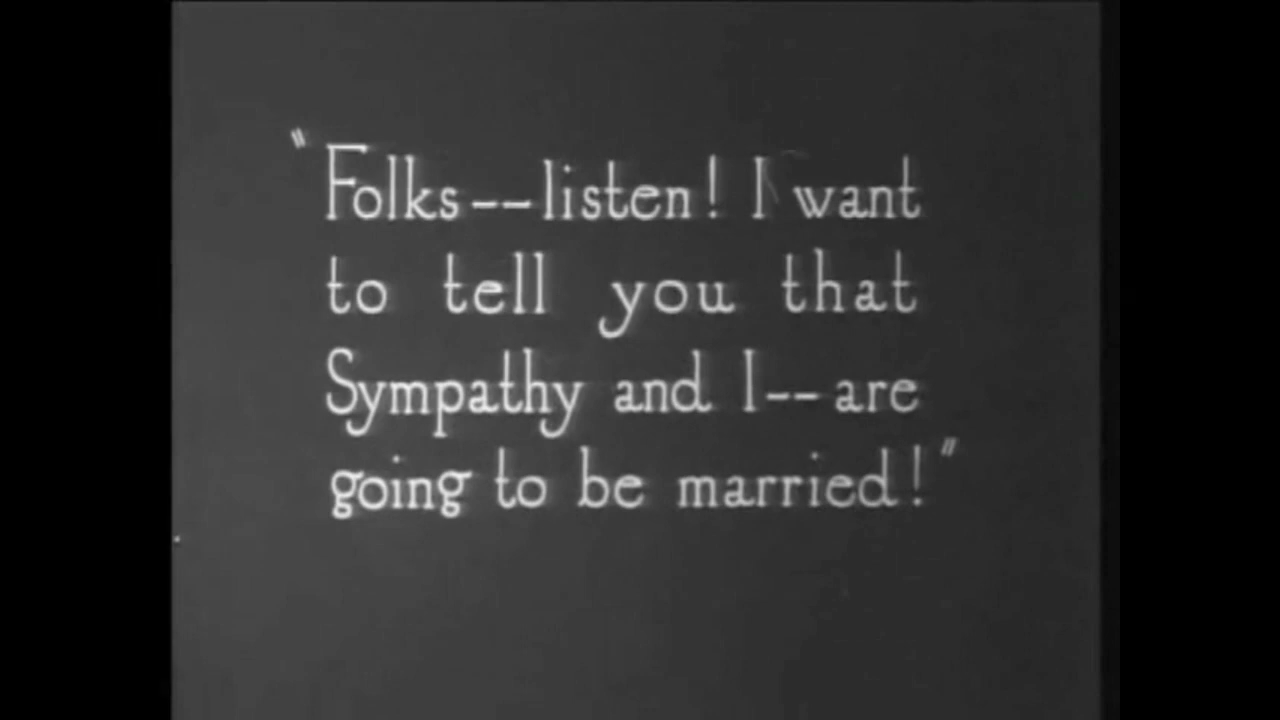 "Folks--listen! I want
to tell you that
Sympathy and I--are
going to be married!"